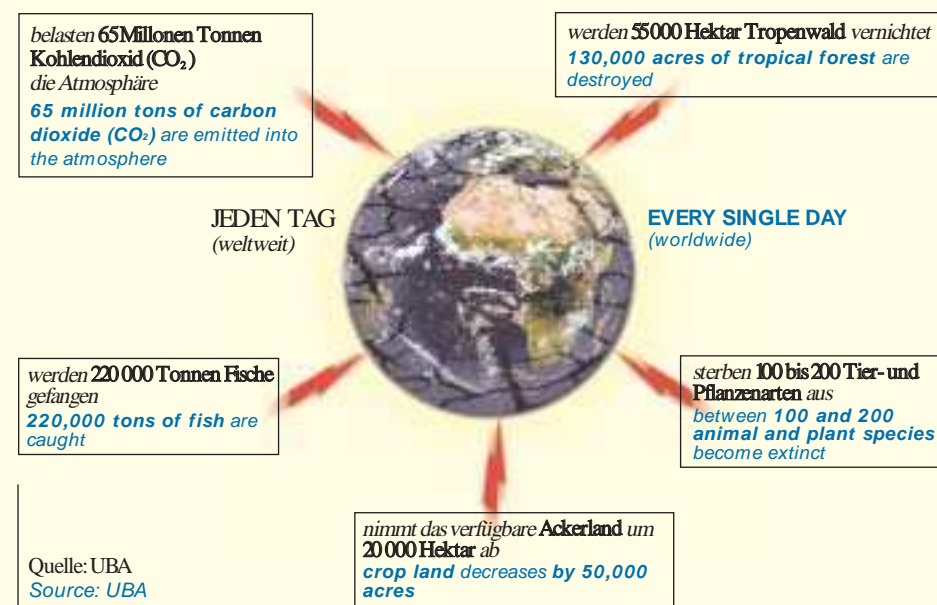 belasten 65 Millonen Tonnen
Kohlendioxid (CO₂)
die Atmosphäre
65 million tons of carbon
dioxide (CO₂) are emitted into
the atmosphere
werden 55000 Hektar Tropenwald vernichtet
130,000 acres of tropical forest are
destroyed
JEDEN TAG
(weltweit)
EVERY SINGLE DAY
(worldwide)
werden 220 000 Tonnen Fische
gefangen
220,000 tons of fish are
caught
sterben 100 bis 200 Tier- und
Pflanzenarten aus
between 100 and 200
animal and plant species
become extinct
nimmt das verfügbare Ackerland um
20 000 Hektar ab
crop land decreases by 50,000
acres
Quelle: UBA
Source: UBA